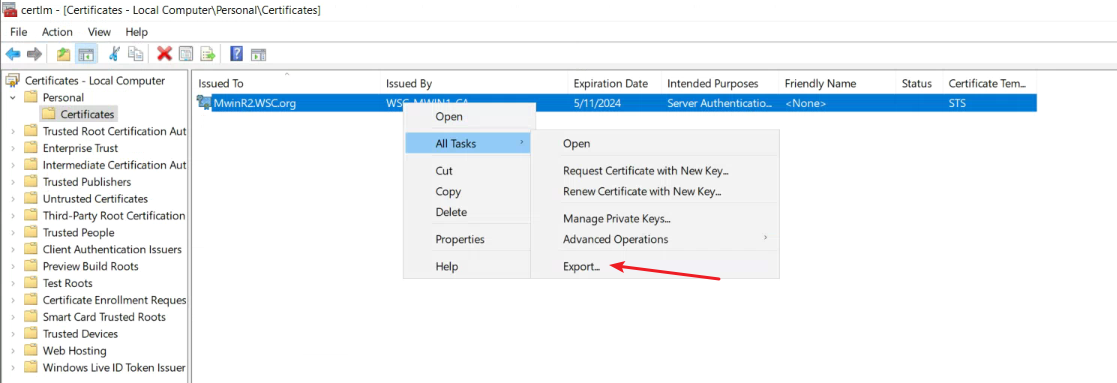 certlm - [Certificates - Local Computer\Personal\Certificates]
File Action View Help
Certificates - Local Computer
Personal
Certificates
Trusted Root Certification Aut
Enterprise Trust
Intermediate Certification Aut
Trusted Publishers
Untrusted Certificates
Third-Party Root Certification
Trusted People
Client Authentication Issuers
Preview Build Roots
Test Roots
Certificate Enrollment Reques
Smart Card Trusted Roots
Trusted Devices
Web Hosting
Windows Live ID Token Issuer
Issued To Issued By Expiration Date Intended Purposes Friendly Name Status Certificate Tem...
MwinR2.WSC.org WSC-MWIN1-CA 5/11/2024 Server Authenticatio... <None> STS
Open
All Tasks
Cut
Copy
Delete
Properties
Help
Open
Request Certificate with New Key...
Renew Certificate with New Key...
Manage Private Keys...
Advanced Operations
Export...